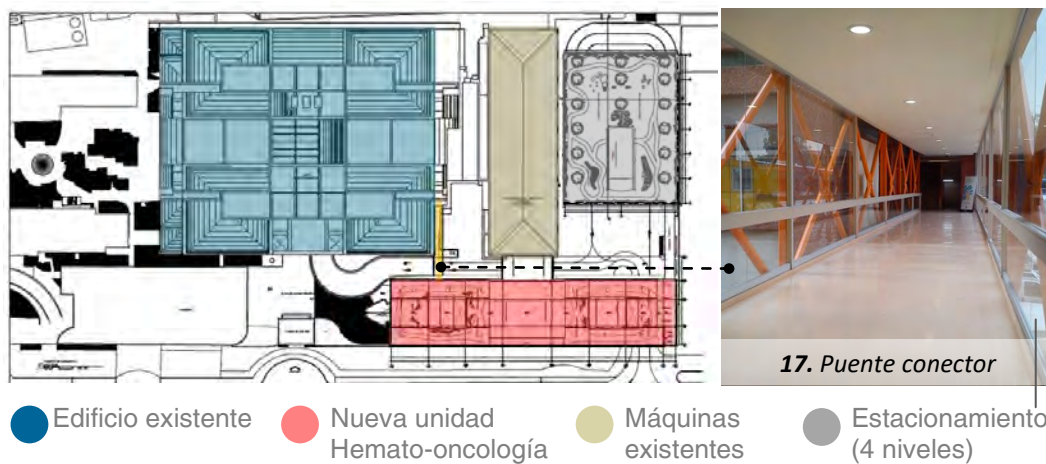 17. Puente conector
Edificio existente
Nueva unidad
Hemato-oncología
Máquinas
existentes
Estacionamiento
(4 niveles)